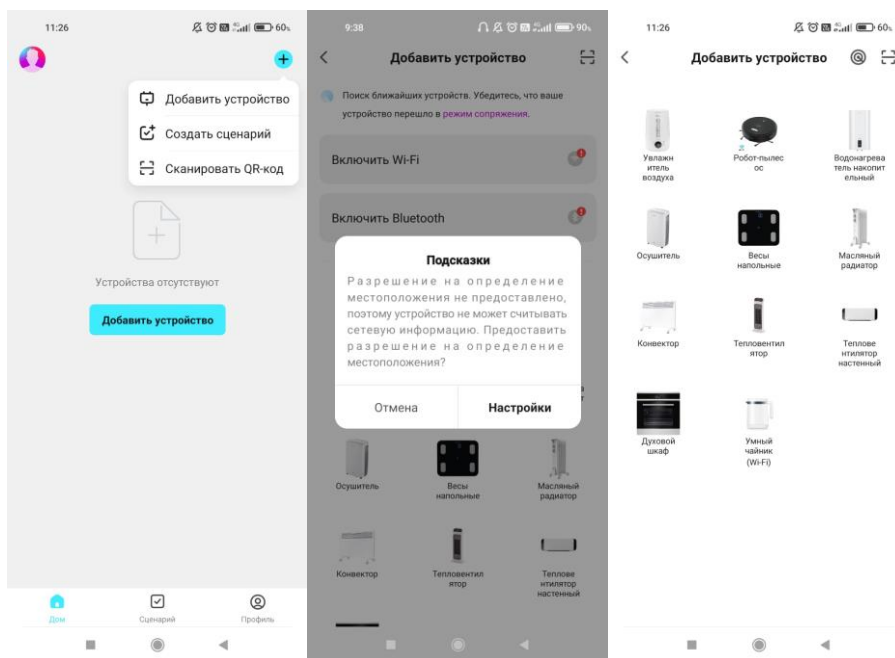 11:26
60%
Добавить устройство
Создать сценарий
Сканировать QR-код
Устройства отсутствуют
Добавить устройство
Дом
Сценарий
Профиль
9:38
90%
Добавить устройство
Поиск ближайших устройств. Убедитесь, что ваше
устройство перешло в режим сопряжения.
Включить Wi-Fi
Включить Bluetooth
Подсказки
Разрешение на определение
местоположения не предоставлено,
поэтому устройство не может считывать
сетевую информацию. Предоставить
разрешение на определение
местоположения?
Отмена
Настройки
Осушитель
Весы
напольные
Масляный
радиатор
Конвектор
Тепловентил
ятор
Теплове
нтилятор
настенный
11:26
60%
Добавить устройство
Увлажн
итель
воздуха
Робот-пылес
ос
Водонагрева
тель накопит
ельный
Осушитель
Весы
напольные
Масляный
радиатор
Конвектор
Тепловентил
ятор
Теплове
нтилятор
настенный
Духовой
шкаф
Умный
чайник
(Wi-Fi)